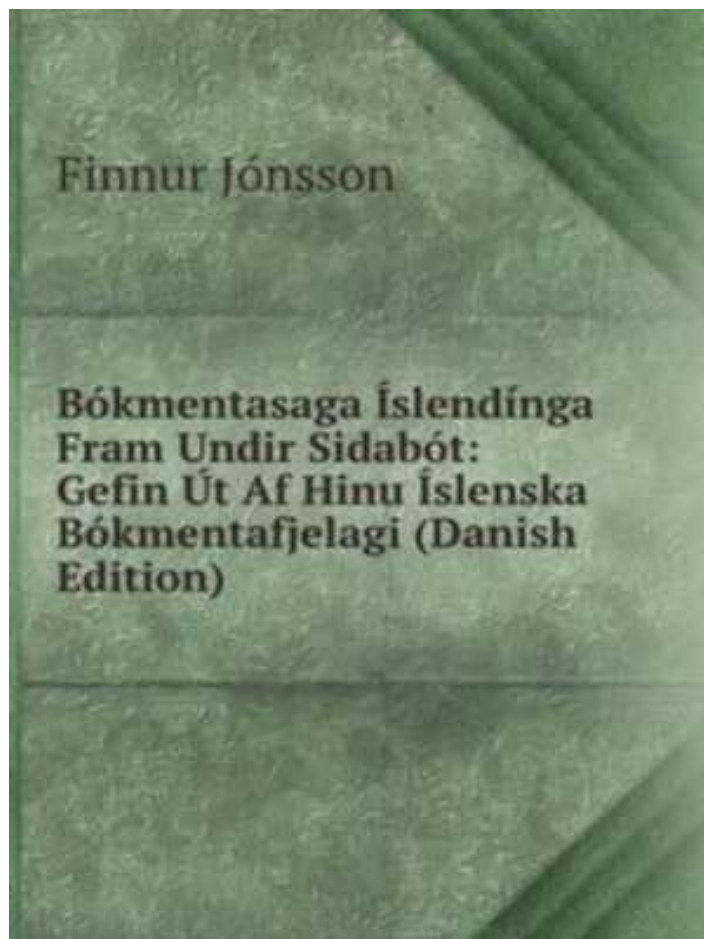 Finnur Jónsson
Bókmentasaga Íslendínga
Fram Undir Sidabót:
Gefin Út Af Hinu Íslenska
Bókmentafjelagi (Danish
Edition)